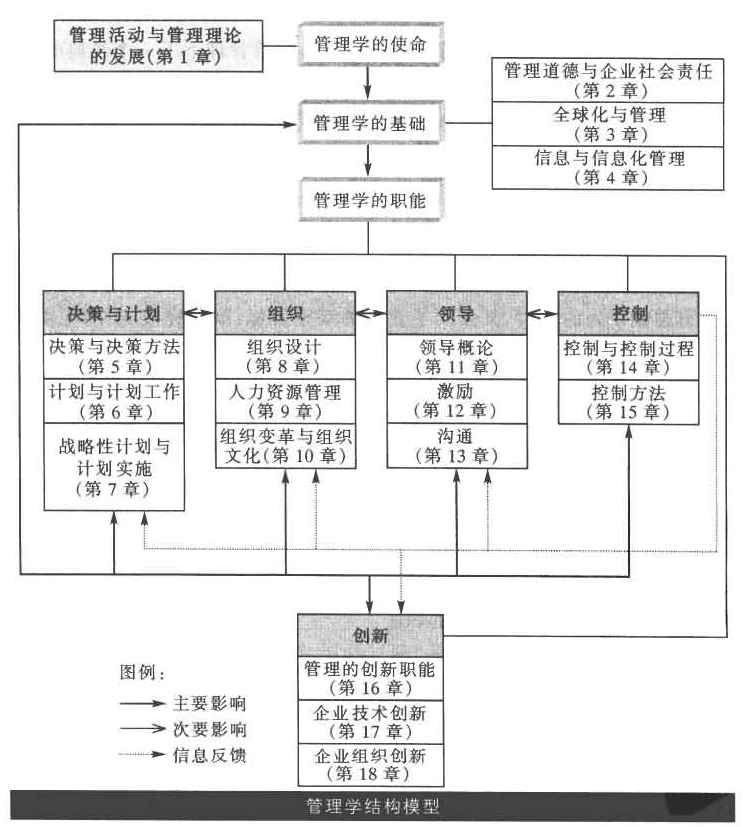 管理活动与管理理论
的发展(第 1 章)
管理学的使命
管理学的基础
管理道德与企业社会责任
(第 2 章)
全球化与管理
(第 3 章)
信息与信息化管理
(第 4 章)
管理学的职能
决策与计划
决策与决策方法
(第 5 章)
计划与计划工作
(第 6 章)
战略性计划与
计划实施
(第 7 章)
组织
组织设计
(第 8 章)
人力资源管理
(第 9 章)
组织变革与组织
文化(第 10 章)
领导
领导概论
(第 11 章)
激励
(第 12 章)
沟通
(第 13 章)
控制
控制与控制过程
(第 14 章)
控制方法
(第 15 章)
创新
管理的创新职能
(第 16 章)
企业技术创新
(第 17 章)
企业组织创新
(第 18 章)
图例:
主要影响
次要影响
信息反馈
管理学结构模型